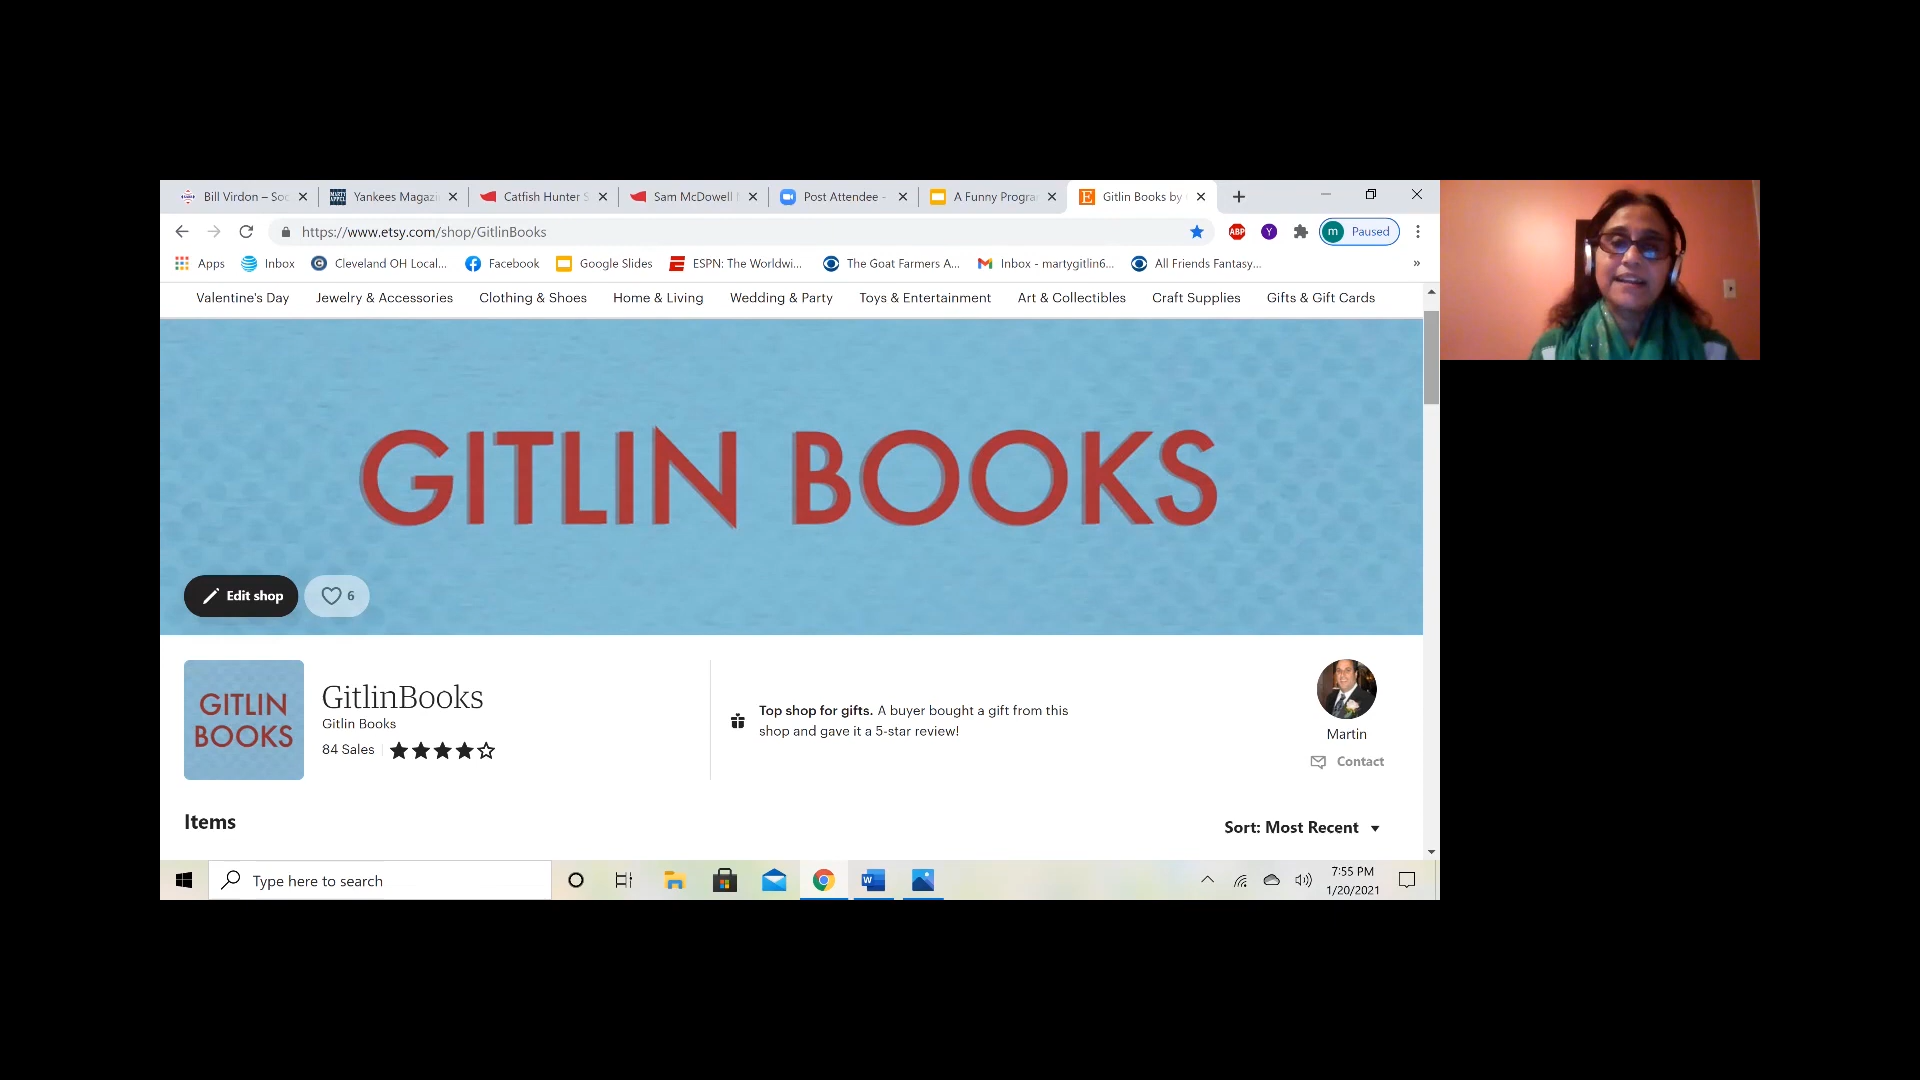 Bill Virdon – Soc
Yankees Magazi
Catfish Hunter S
Sam McDowell
Post Attendee -
A Funny Progra
Gitlin Books by
https://www.etsy.com/shop/GitlinBooks
ABP
Y
m
Paused
Apps
Inbox
Cleveland OH Local...
Facebook
Google Slides
ESPN: The Worldwi...
The Goat Farmers A...
Inbox - martygitlin6...
All Friends Fantasy...
»
Valentine's Day
Jewelry & Accessories
Clothing & Shoes
Home & Living
Wedding & Party
Toys & Entertainment
Art & Collectibles
Craft Supplies
Gifts & Gift Cards
GITLIN BOOKS
Edit shop
6
GITLIN
BOOKS
GitlinBooks
Gitlin Books
84 Sales
Top shop for gifts. A buyer bought a gift from this
shop and gave it a 5-star review!
Martin
Contact
Items
Sort: Most Recent
Type here to search
7:55 PM
1/20/2021